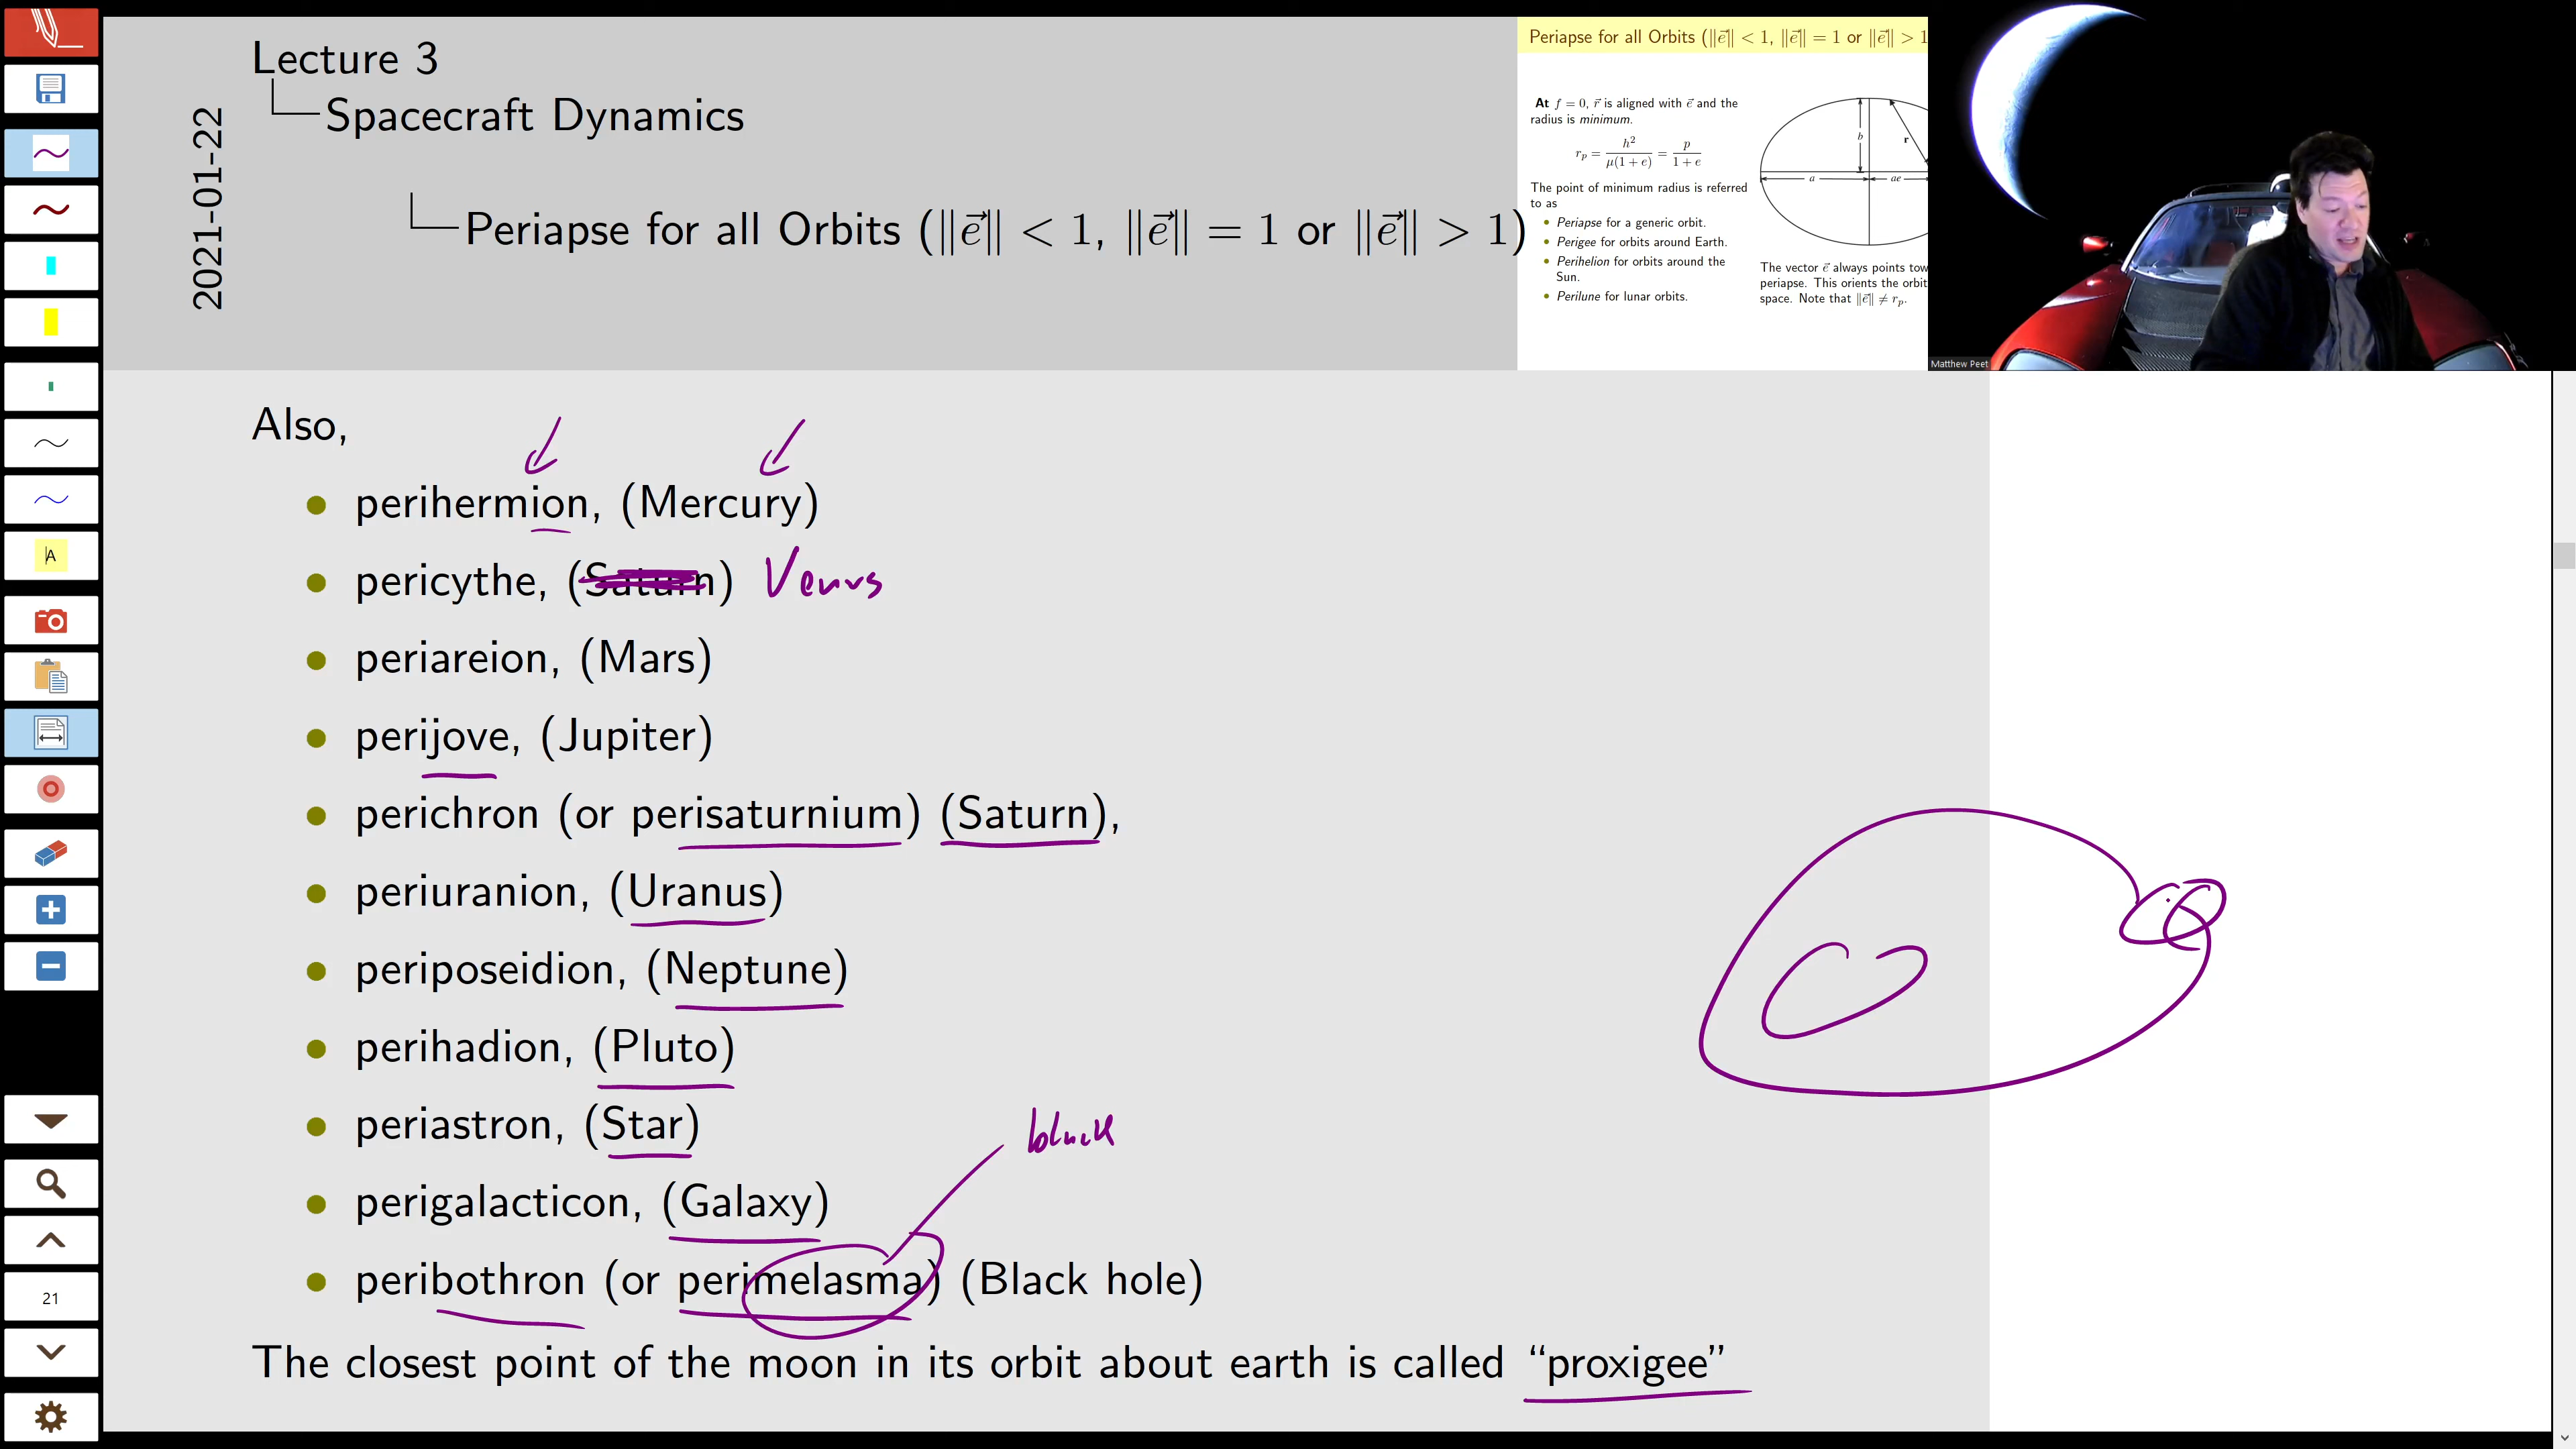 Lecture 3
Spacecraft Dynamics
2021-01-22
Periapse for all Orbits (‖e⃗‖ < 1, ‖e⃗‖ = 1 or ‖e⃗‖ > 1)
Periapse for all Orbits (‖e⃗‖ < 1, ‖e⃗‖ = 1 or ‖e⃗‖ > 1
At f = 0, r⃗ is aligned with e⃗ and the
radius is minimum.
r_p = h²/μ(1 + e) = p/1 + e
The point of minimum radius is referred
to as
• Periapse for a generic orbit.
• Perigee for orbits around Earth.
• Perihelion for orbits around the
Sun.
• Perilune for lunar orbits.
b
r
a
ae
The vector e⃗ always points tow
periapse. This orients the orbit
space. Note that ‖e⃗‖ ≠ r_p.
Matthew Peet
Also,
• perihermion, (Mercury)
• pericythe, (Saturn) Venus
• periareion, (Mars)
• perijove, (Jupiter)
• perichron (or perisaturnium) (Saturn),
• periuranion, (Uranus)
• periposeidion, (Neptune)
• perihadion, (Pluto)
• periastron, (Star)
black
• perigalacticon, (Galaxy)
• peribothron (or perimelasma) (Black hole)
The closest point of the moon in its orbit about earth is called “proxigee”
A
21